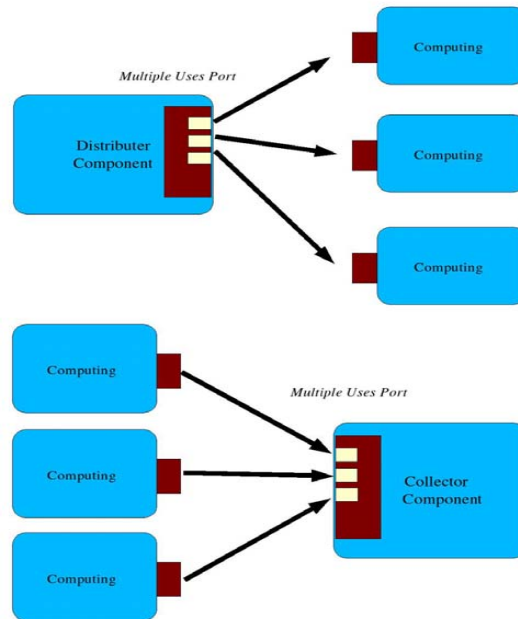 Computing
Multiple Uses Port
Distributer
Component
Computing
Computing
Computing
Multiple Uses Port
Computing
Collector
Component
Computing